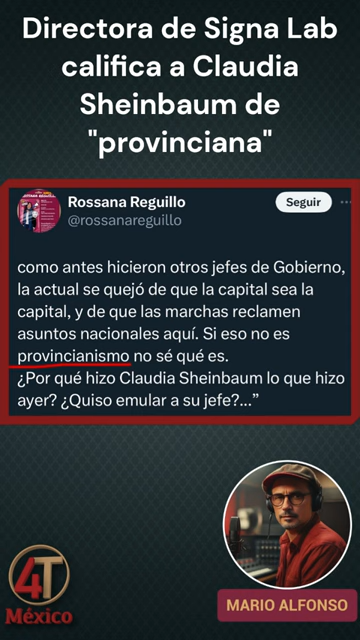 Directora de Signa Lab
califica a Claudia
Sheinbaum de
"provinciana"
Rossana Reguillo
@rossanareguillo
Seguir
como antes hicieron otros jefes de Gobierno,
la actual se quejó de que la capital sea la
capital, y de que las marchas reclamen
asuntos nacionales aquí. Si eso no es
provincianismo no sé qué es.
¿Por qué hizo Claudia Sheinbaum lo que hizo
ayer? ¿Quiso emular a su jefe?...”
4T
México
MARIO ALFONSO